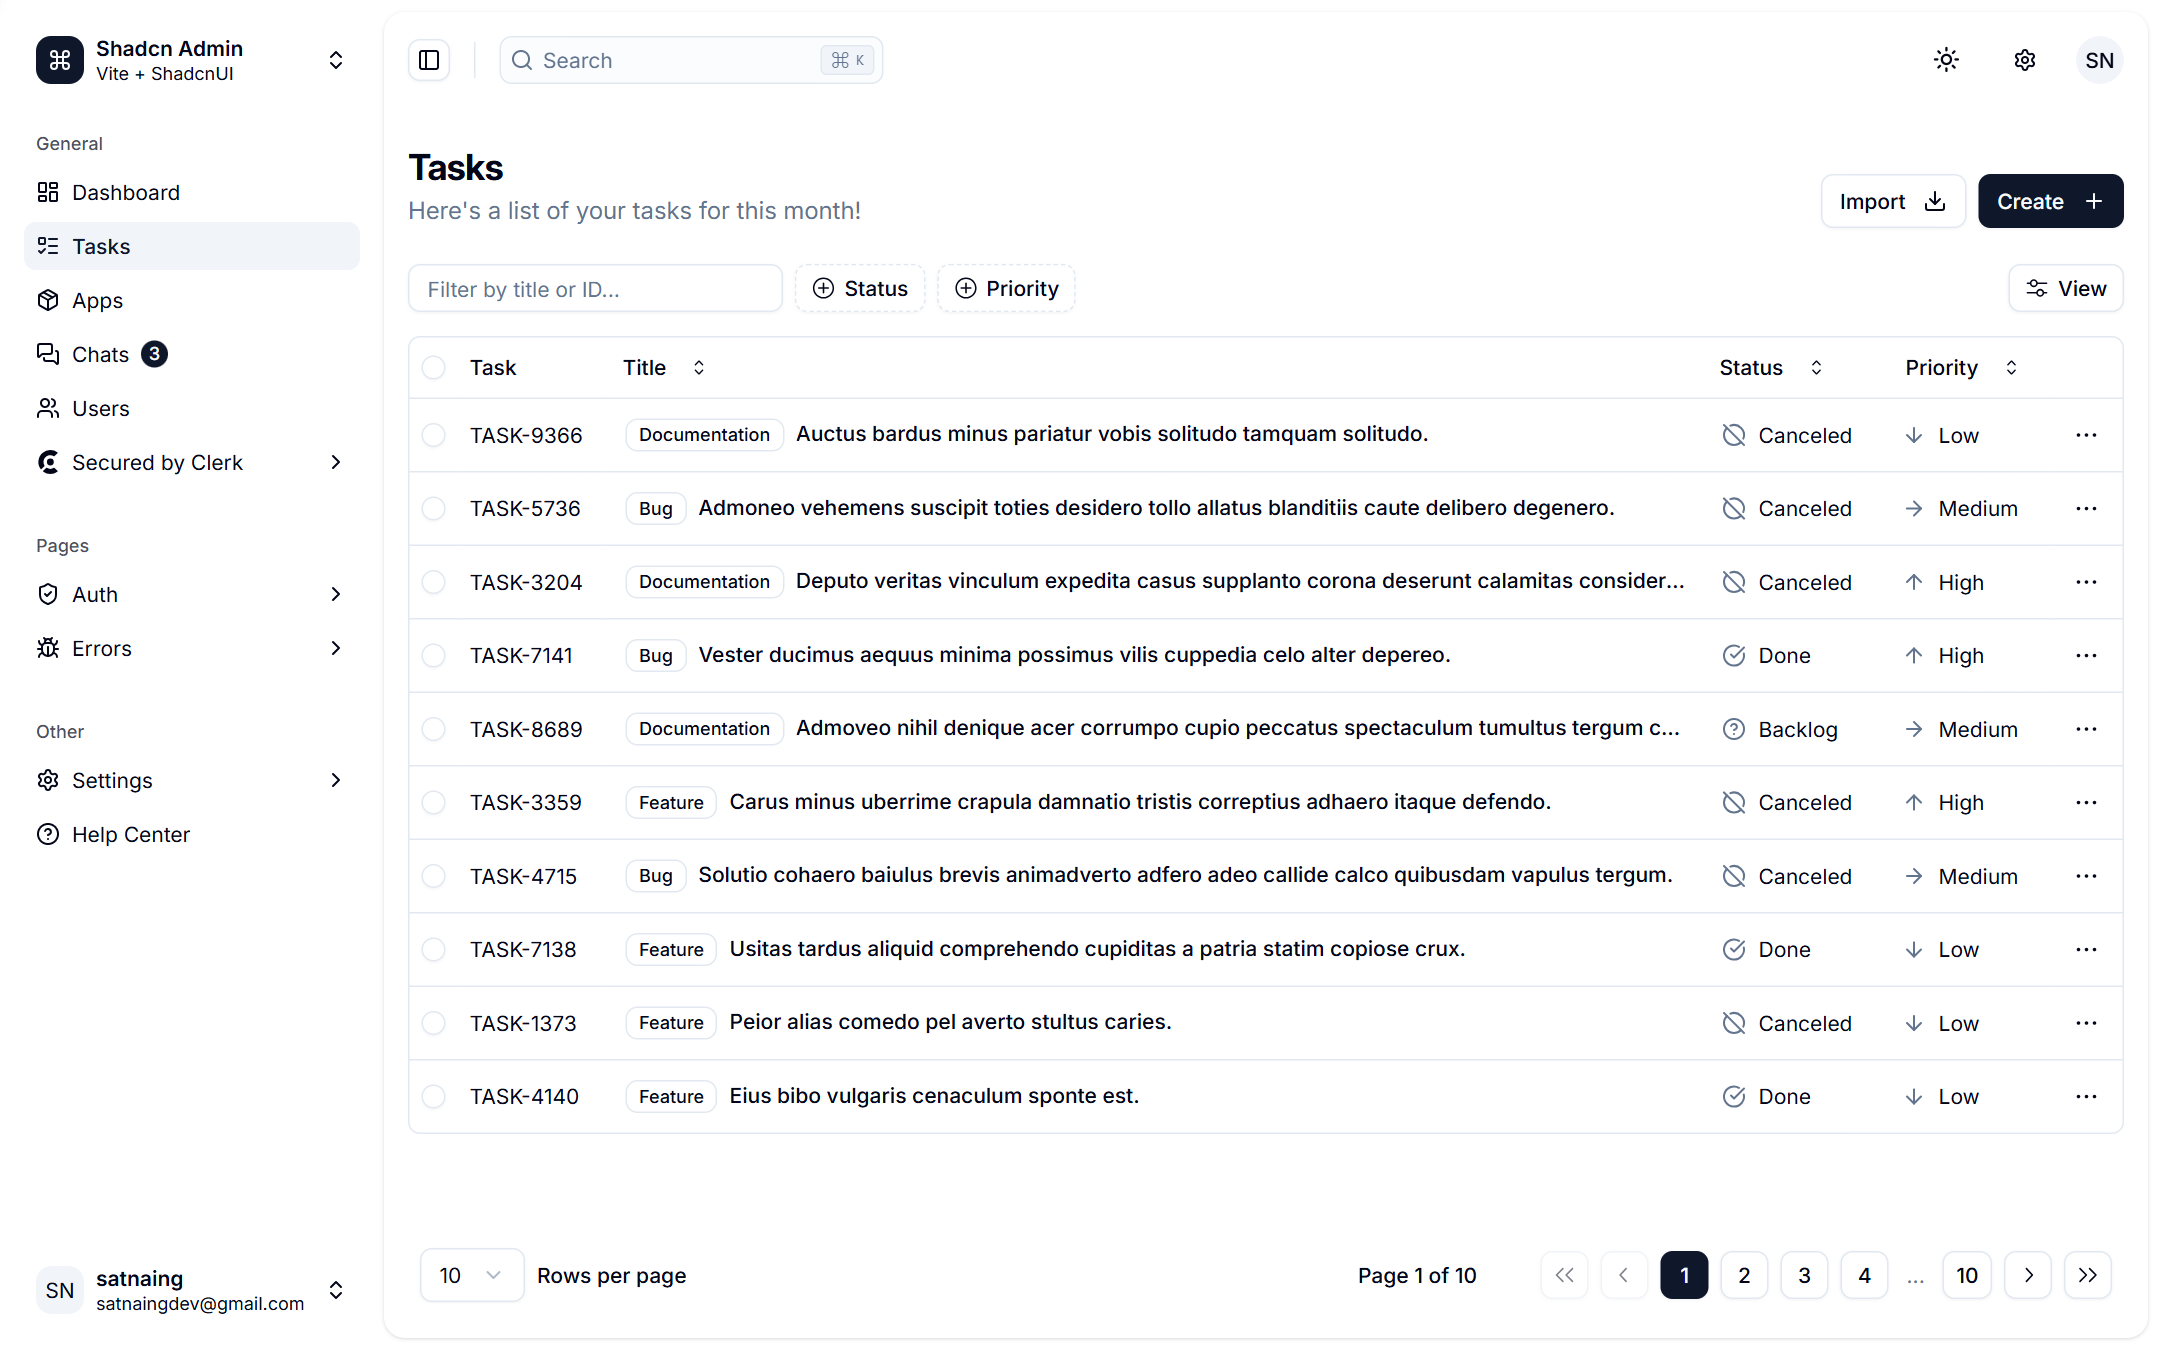 Shadcn Admin
Vite + ShadcnUI
General
Dashboard
Tasks
Apps
Chats 3
Users
Secured by Clerk
Pages
Auth
Errors
Other
Settings
Help Center
SN satnaing
satnaingdev@gmail.com
Search ⌘ K
SN
Tasks
Here's a list of your tasks for this month!
Import
Create
Filter by title or ID...
Status
Priority
View
Task Title Status Priority
TASK-9366 Documentation Auctus bardus minus pariatur vobis solitudo tamquam solitudo. Canceled Low
TASK-5736 Bug Admoneo vehemens suscipit toties desidero tollo allatus blanditiis caute delibero degenero. Canceled Medium
TASK-3204 Documentation Deputo veritas vinculum expedita casus supplanto corona deserunt calamitas consider... Canceled High
TASK-7141 Bug Vester ducimus aequus minima possimus vilis cuppedia celo alter depereo. Done High
TASK-8689 Documentation Admoveo nihil denique acer corrumpo cupio peccatus spectaculum tumultus tergum c... Backlog Medium
TASK-3359 Feature Carus minus uberrime crapula damnatio tristis correptius adhaero itaque defendo. Canceled High
TASK-4715 Bug Solutio cohaero baiulus brevis animadverto adfero adeo callide calco quibusdam vapulus tergum. Canceled Medium
TASK-7138 Feature Usitas tardus aliquid comprehendo cupiditas a patria statim copiose crux. Done Low
TASK-1373 Feature Peior alias comedo pel averto stultus caries. Canceled Low
TASK-4140 Feature Eius bibo vulgaris cenaculum sponte est. Done Low
10 Rows per page
Page 1 of 10
1 2 3 4 ... 10